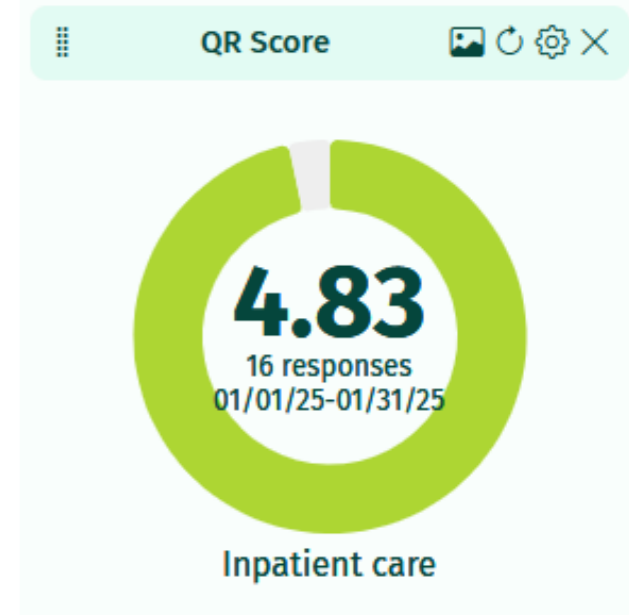 QR Score
4.83
16 responses
01/01/25-01/31/25
Inpatient care